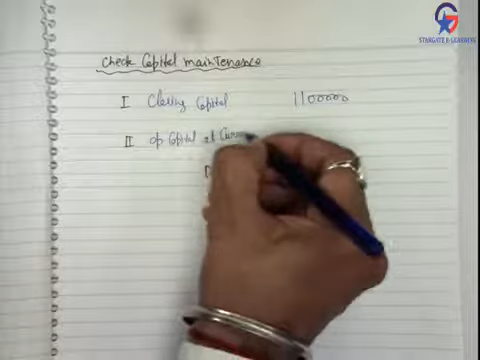 STARGATE E-LEARNING
Check Capital maintenance
I Closing Capital 1100000
II op Capital at